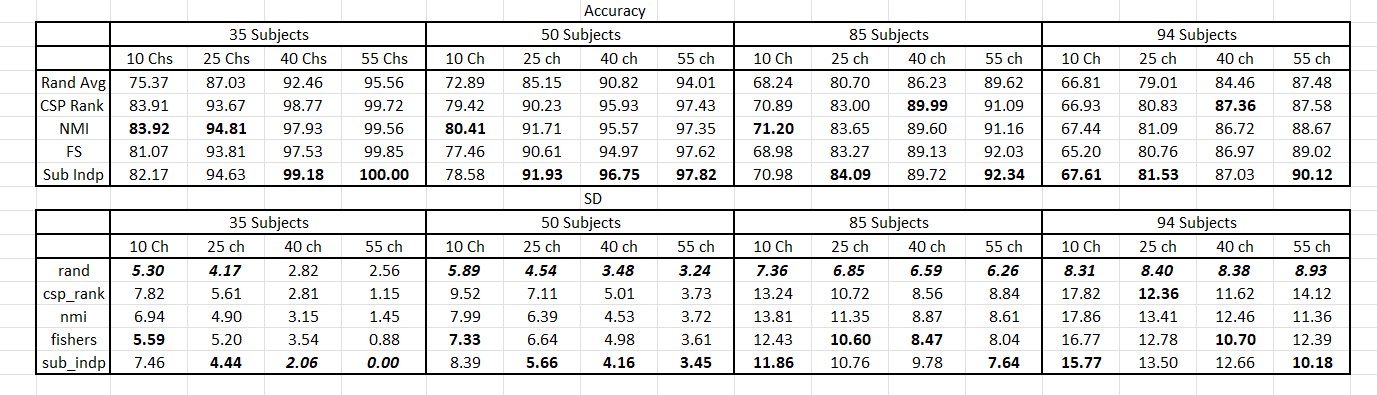 Accuracy
35 Subjects 50 Subjects 85 Subjects 94 Subjects
10 Chs 25 Chs 40 Chs 55 Chs 10 Ch 25 ch 40 ch 55 ch 10 Ch 25 ch 40 ch 55 ch 10 Ch 25 ch 40 ch 55 ch
Rand Avg 75.37 87.03 92.46 95.56 72.89 85.15 90.82 94.01 68.24 80.70 86.23 89.62 66.81 79.01 84.46 87.48
CSP Rank 83.91 93.67 98.77 99.72 79.42 90.23 95.93 97.43 70.89 83.00 89.99 91.09 66.93 80.83 87.36 87.58
NMI 83.92 94.81 97.93 99.56 80.41 91.71 95.57 97.35 71.20 83.65 89.60 91.16 67.44 81.09 86.72 88.67
FS 81.07 93.81 97.53 99.85 77.46 90.61 94.97 97.62 68.98 83.27 89.13 92.03 65.20 80.76 86.97 89.02
Sub Indp 82.17 94.63 99.18 100.00 78.58 91.93 96.75 97.82 70.98 84.09 89.72 92.34 67.61 81.53 87.03 90.12
SD
35 Subjects 50 Subjects 85 Subjects 94 Subjects
10 Ch 25 ch 40 ch 55 ch 10 Ch 25 ch 40 ch 55 ch 10 Ch 25 ch 40 ch 55 ch 10 Ch 25 ch 40 ch 55 ch
rand 5.30 4.17 2.82 2.56 5.89 4.54 3.48 3.24 7.36 6.85 6.59 6.26 8.31 8.40 8.38 8.93
csp_rank 7.82 5.61 2.81 1.15 9.52 7.11 5.01 3.73 13.24 10.72 8.56 8.84 17.82 12.36 11.62 14.12
nmi 6.94 4.90 3.15 1.45 7.99 6.39 4.53 3.72 13.81 11.35 8.87 8.61 17.86 13.41 12.46 11.36
fishers 5.59 5.20 3.54 0.88 7.33 6.64 4.98 3.61 12.43 10.60 8.47 8.04 16.77 12.78 10.70 12.39
sub_indp 7.46 4.44 2.06 0.00 8.39 5.66 4.16 3.45 11.86 10.76 9.78 7.64 15.77 13.50 12.66 10.18